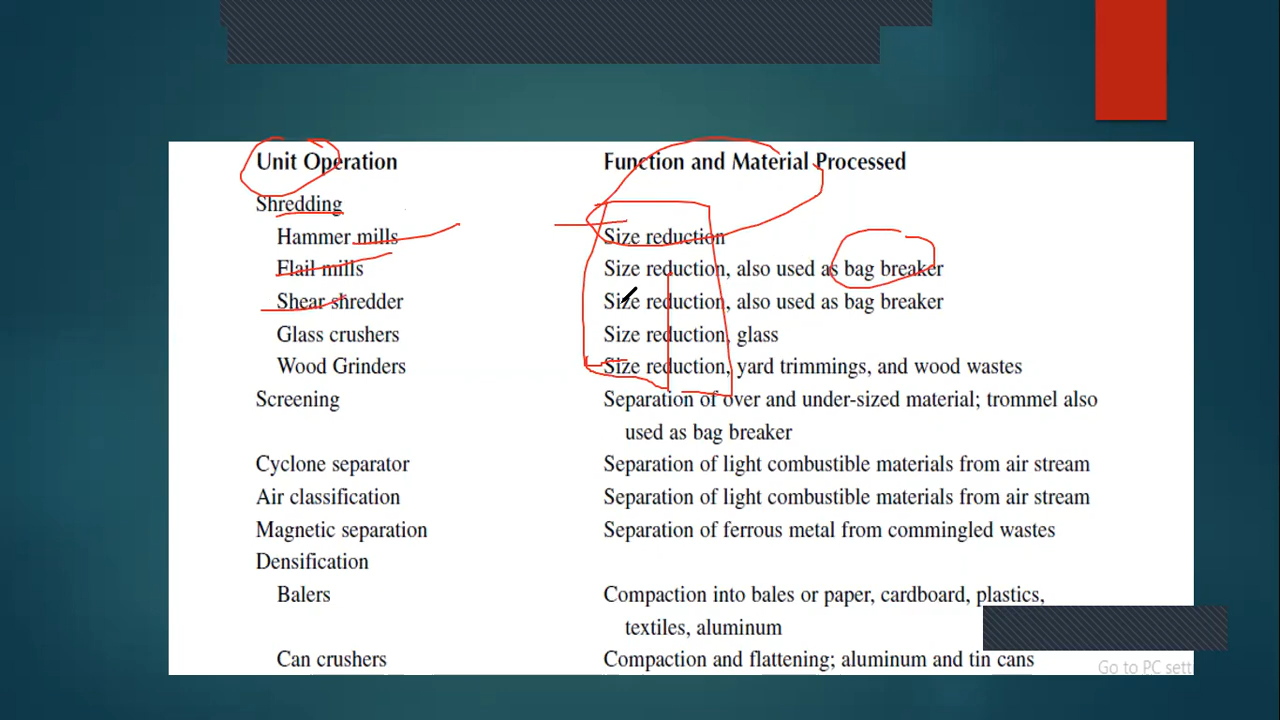 Unit Operation Function and Material Processed
Shredding
Hammer mills Size reduction
Flail mills Size reduction, also used as bag breaker
Shear shredder Size reduction, also used as bag breaker
Glass crushers Size reduction, glass
Wood Grinders Size reduction, yard trimmings, and wood wastes
Screening Separation of over and under-sized material; trommel also
used as bag breaker
Cyclone separator Separation of light combustible materials from air stream
Air classification Separation of light combustible materials from air stream
Magnetic separation Separation of ferrous metal from commingled wastes
Densification
Balers Compaction into bales or paper, cardboard, plastics,
textiles, aluminum
Can crushers Compaction and flattening; aluminum and tin cans
Go to PC sett